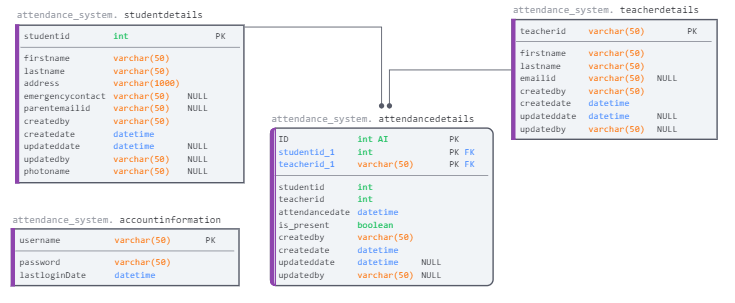 attendance_system. studentdetails
studentid int PK
firstname varchar(50)
lastname varchar(50)
address varchar(1000)
emergencycontact varchar(50) NULL
parentemailid varchar(50) NULL
createdby varchar(50)
createdate datetime
updateddate datetime NULL
updatedby varchar(50) NULL
photoname varchar(50) NULL
attendance_system. teacherdetails
teacherid varchar(50) PK
firstname varchar(50)
lastname varchar(50)
emailid varchar(50) NULL
createdby varchar(50)
createdate datetime
updateddate datetime NULL
updatedby varchar(50) NULL
attendance_system. attendancedetails
ID int AI PK
studentid_1 int PK FK
teacherid_1 varchar(50) PK FK
studentid int
teacherid int
attendancedate datetime
is_present boolean
createdby varchar(50)
createdate datetime
updateddate datetime NULL
updatedby varchar(50) NULL
attendance_system. accountinformation
username varchar(50) PK
password varchar(50)
lastloginDate datetime